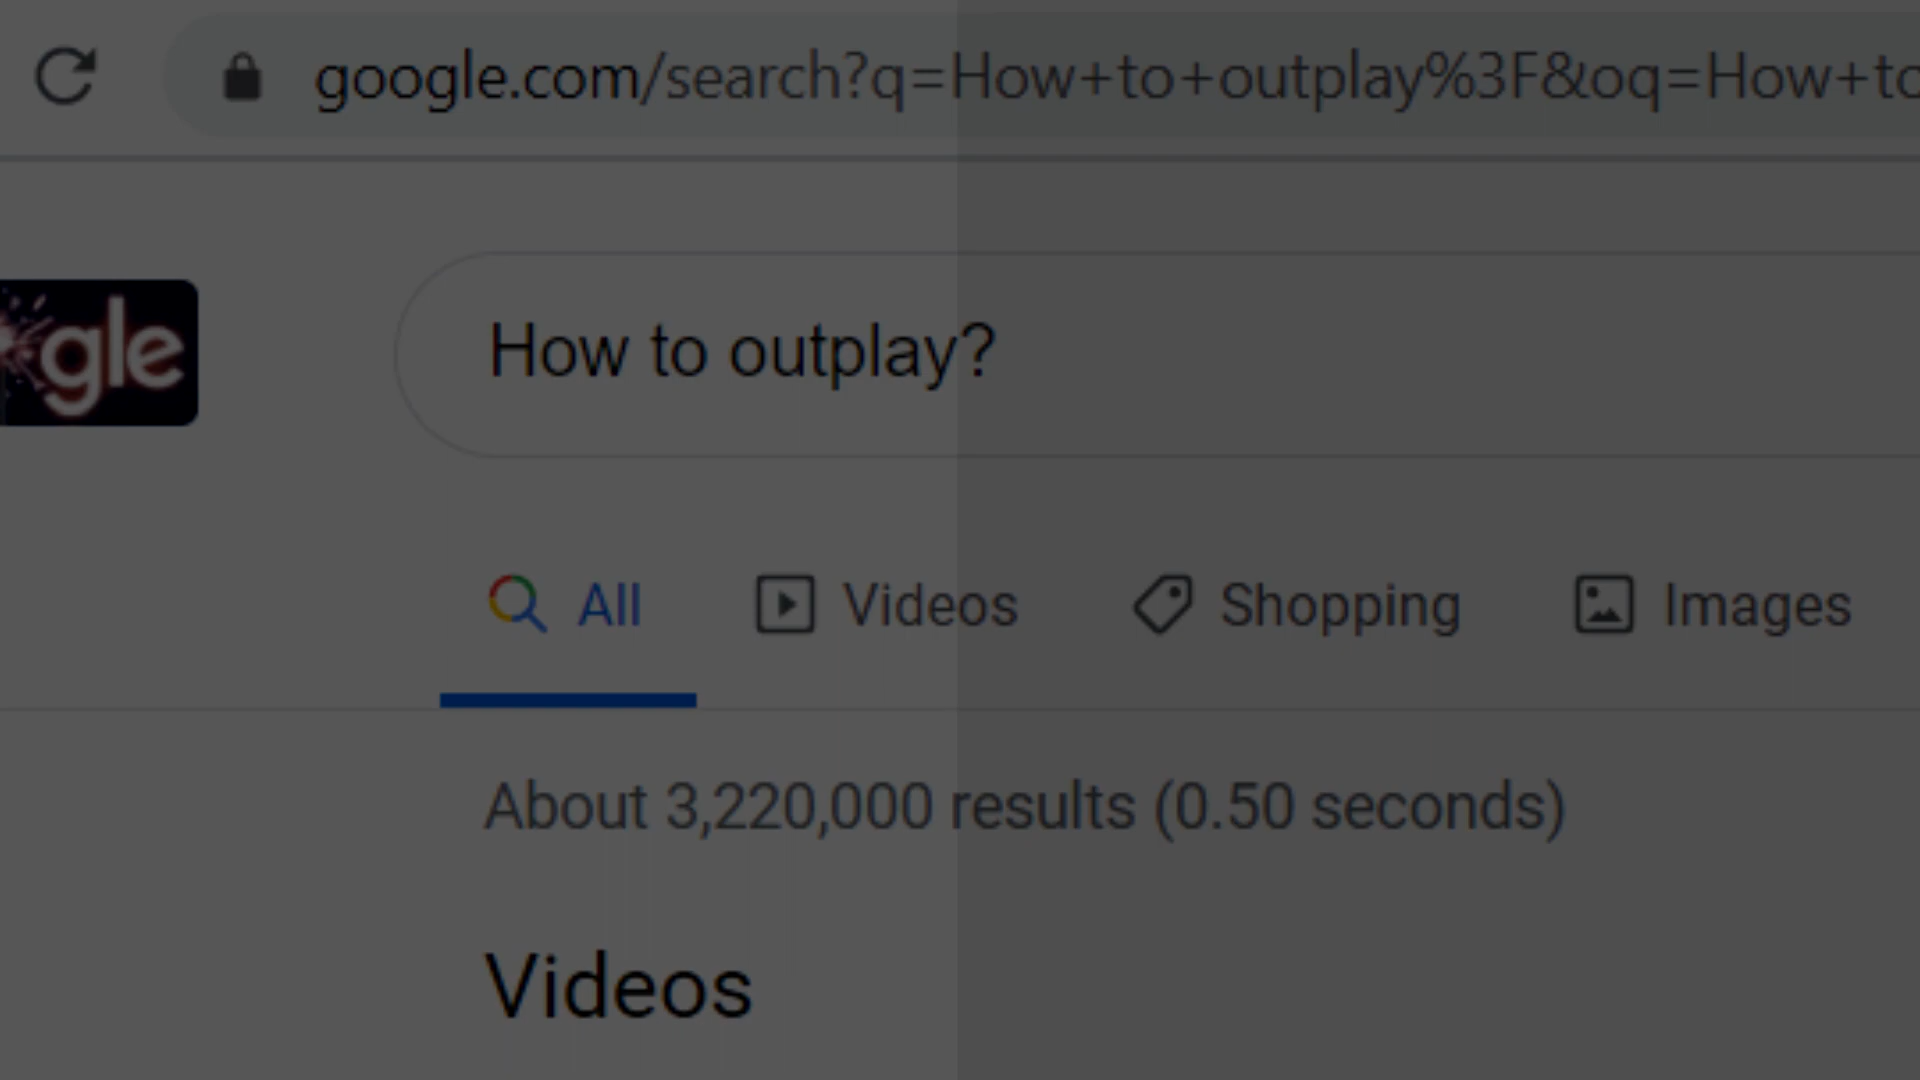 google.com/search?q=How+to+outplay%3F&oq=How+to
gle
How to outplay?
All Videos Shopping Images
About 3,220,000 results (0.50 seconds)
Videos